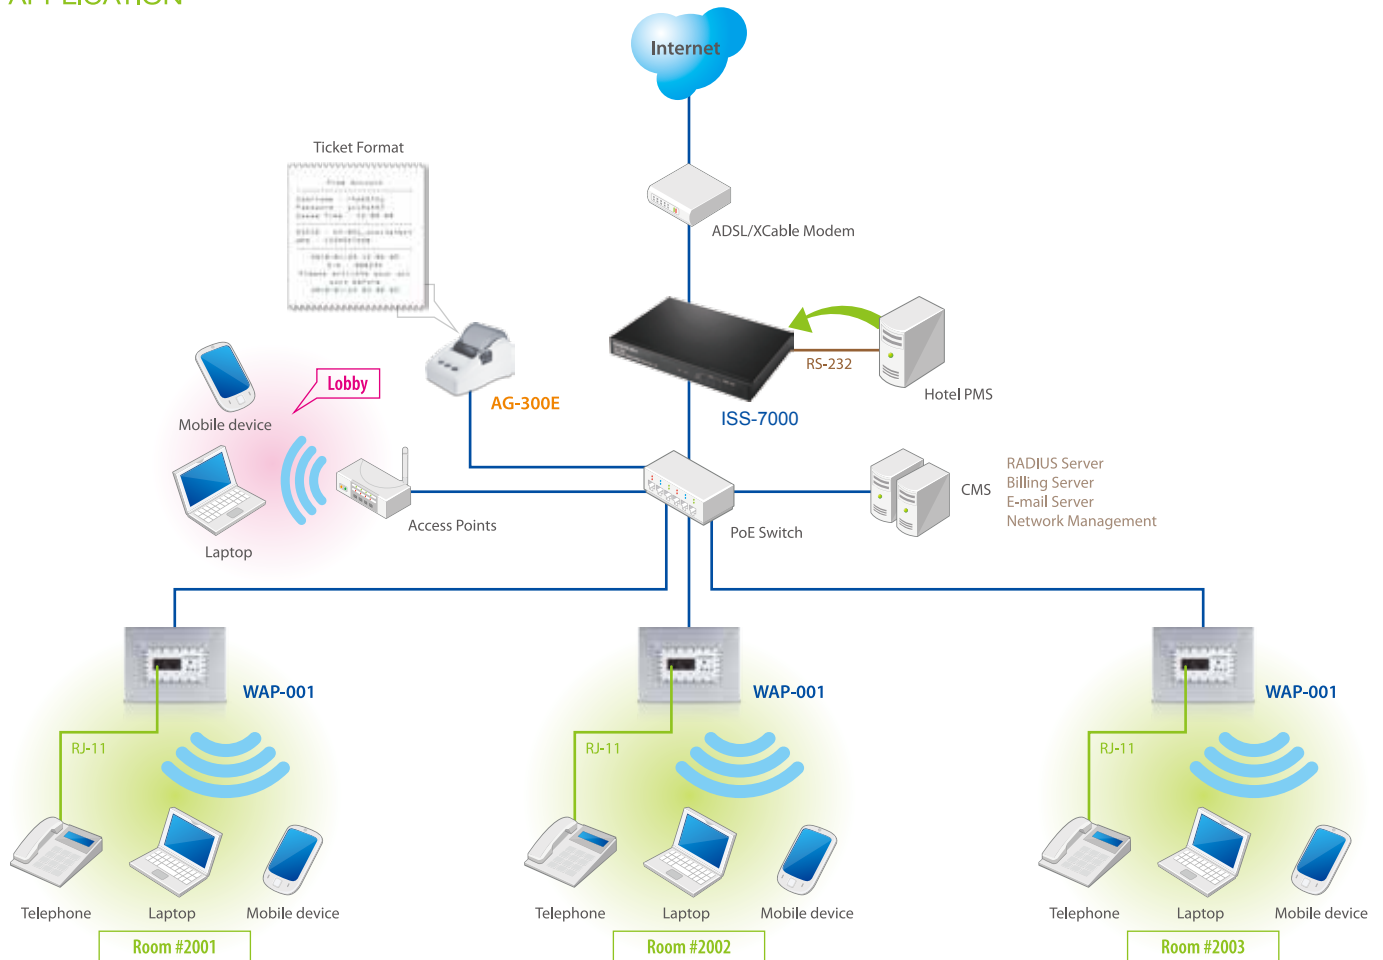 APPLICATION
Internet
Ticket Format
Free Account
ADSL/XCable Modem
RS-232
Hotel PMS
Lobby
Mobile device
AG-300E
ISS-7000
Laptop
Access Points
PoE Switch
CMS
RADIUS Server
Billing Server
E-mail Server
Network Management
WAP-001
WAP-001
WAP-001
RJ-11
RJ-11
RJ-11
Telephone
Laptop
Mobile device
Telephone
Laptop
Mobile device
Telephone
Laptop
Mobile device
Room #2001
Room #2002
Room #2003